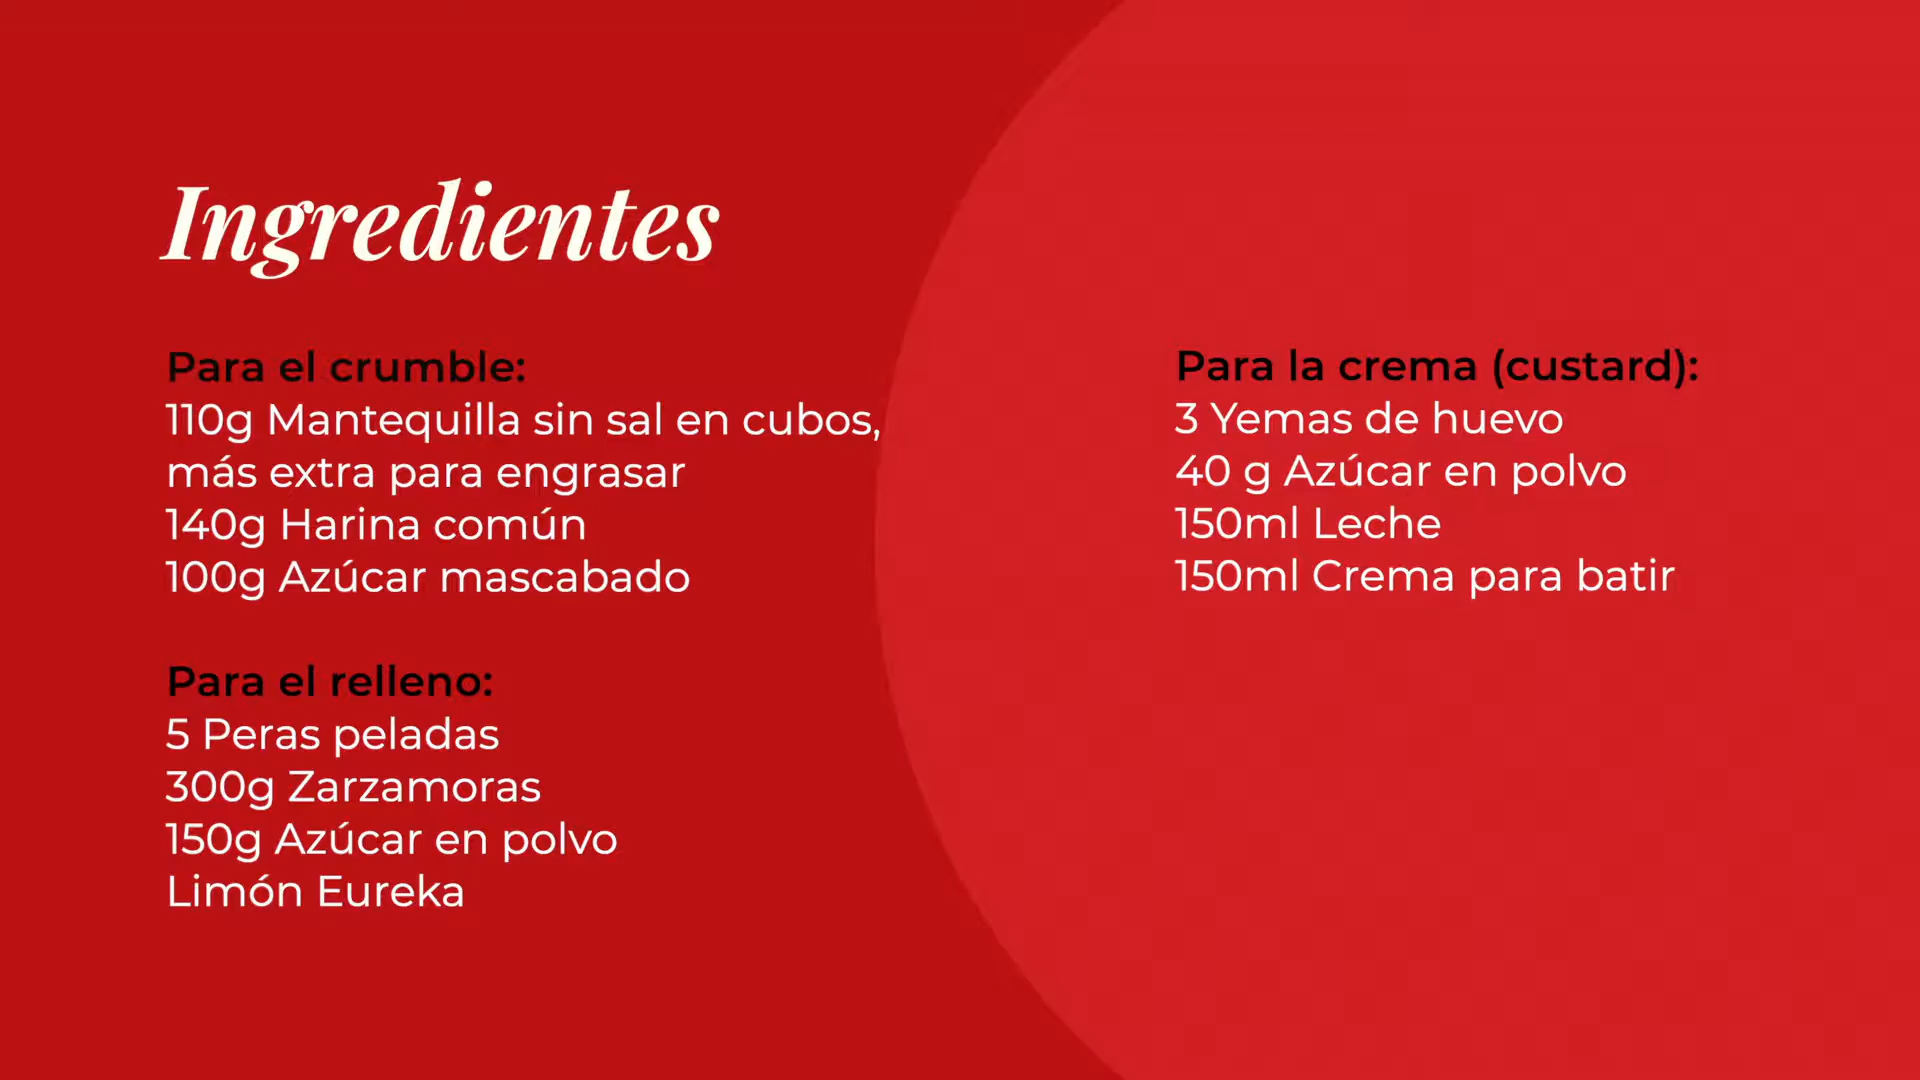 Ingredientes
Para el crumble:
110g Mantequilla sin sal en cubos,
más extra para engrasar
140g Harina común
100g Azúcar mascabado
Para el relleno:
5 Peras peladas
300g Zarzamoras
150g Azúcar en polvo
Limón Eureka
Para la crema (custard):
3 Yemas de huevo
40 g Azúcar en polvo
150ml Leche
150ml Crema para batir